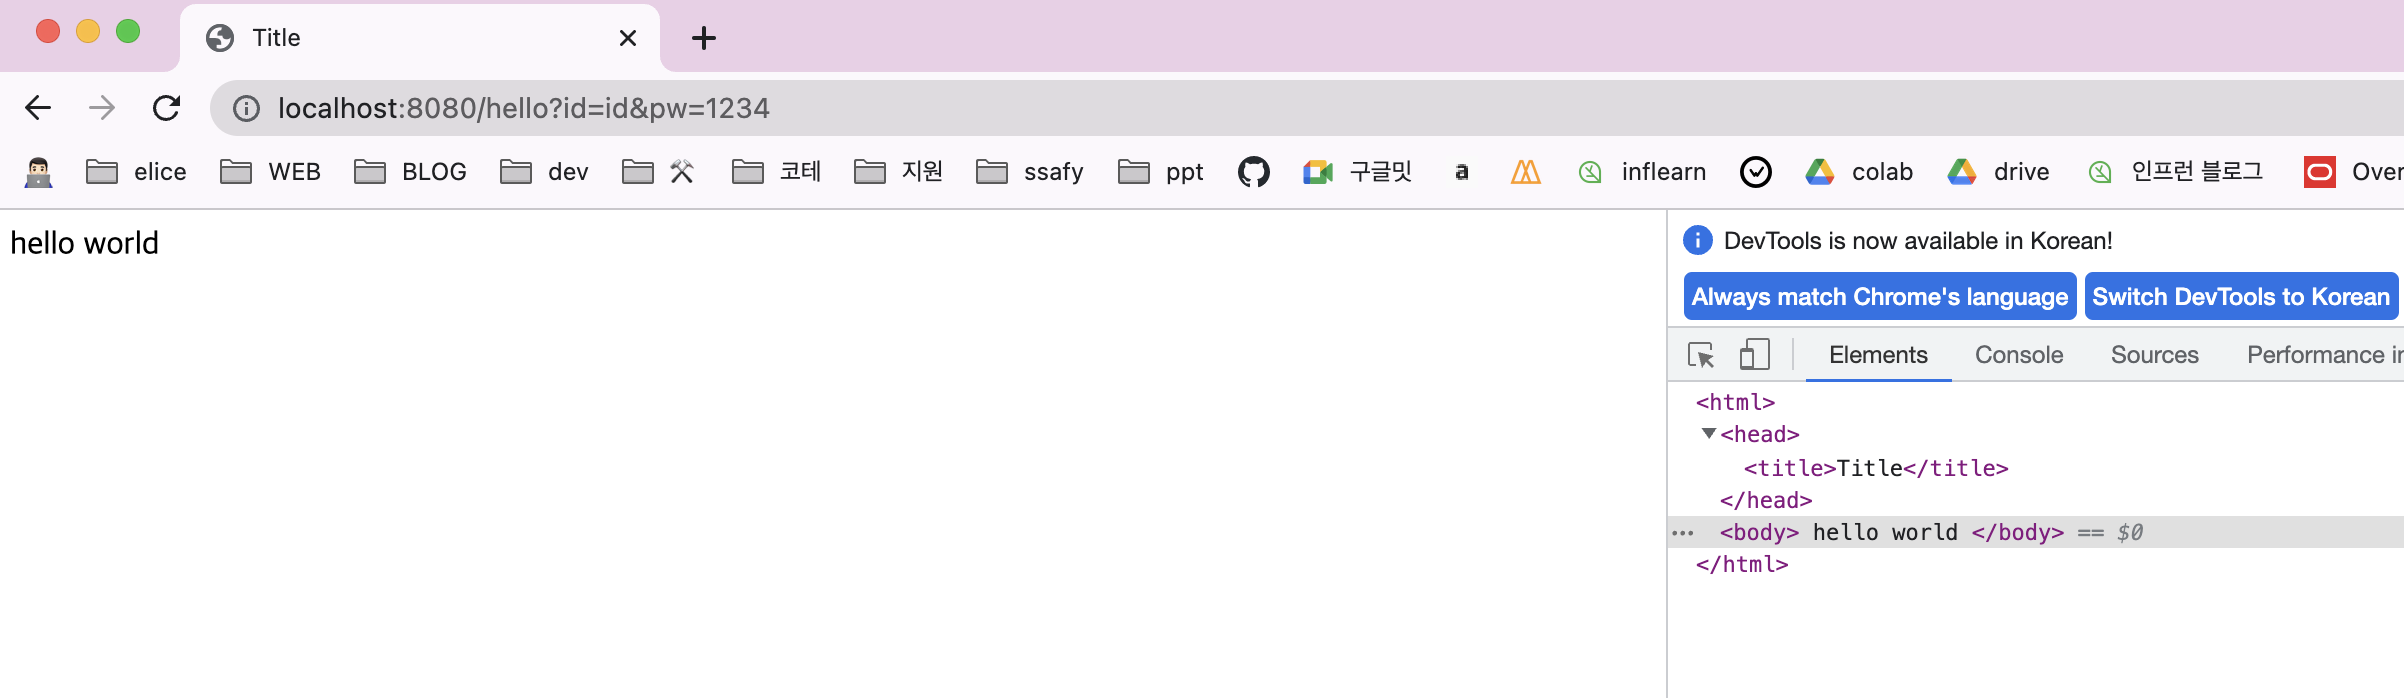 Title
localhost:8080/hello?id=id&pw=1234
elice WEB BLOG dev 코테 지원 ssafy ppt 구글밋 a inflearn colab drive 인프런 블로그 Over
hello world
DevTools is now available in Korean!
Always match Chrome's language Switch DevTools to Korean
Elements Console Sources Performance in
<html>
<head>
<title>Title</title>
</head>
<body> hello world </body> == $0
</html>